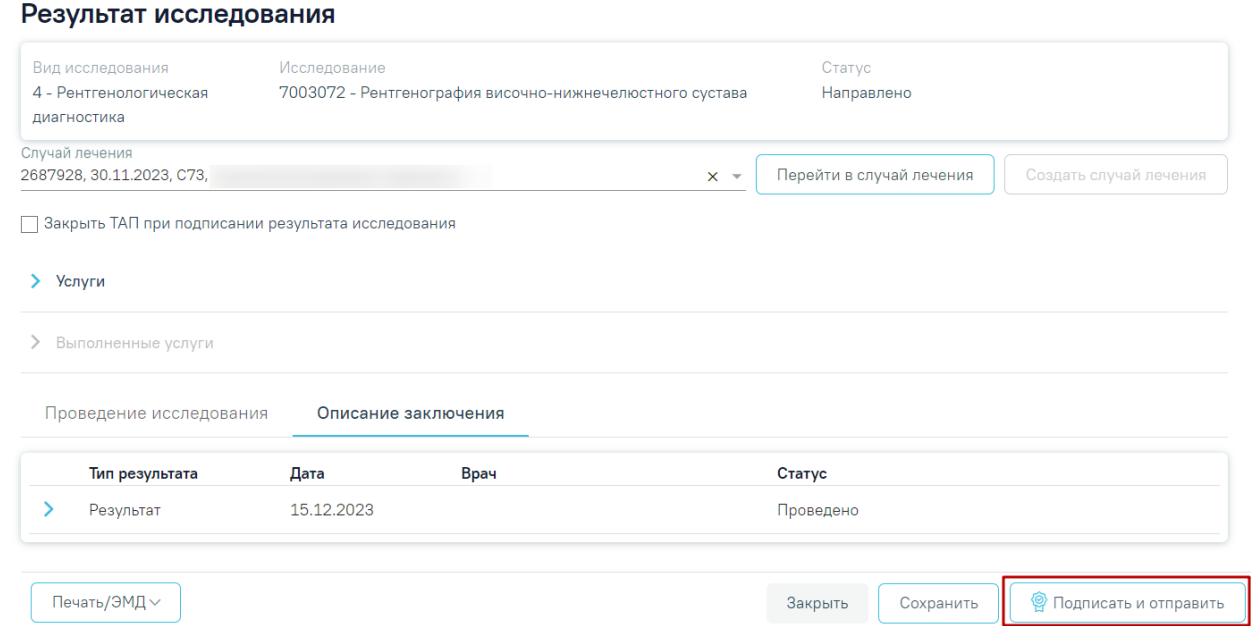 Результат исследования
Вид исследования
4 - Рентгенологическая
диагностика
Исследование
7003072 - Рентгенография височно-нижнечелюстного сустава
Статус
Направлено
Случай лечения
2687928, 30.11.2023, C73,
Перейти в случай лечения
Создать случай лечения
Закрыть ТАП при подписании результата исследования
Услуги
Выполненные услуги
Проведение исследования
Описание заключения
Тип результата Дата Врач Статус
Результат 15.12.2023 Проведено
Печать/ЭМД
Закрыть
Сохранить
Подписать и отправить